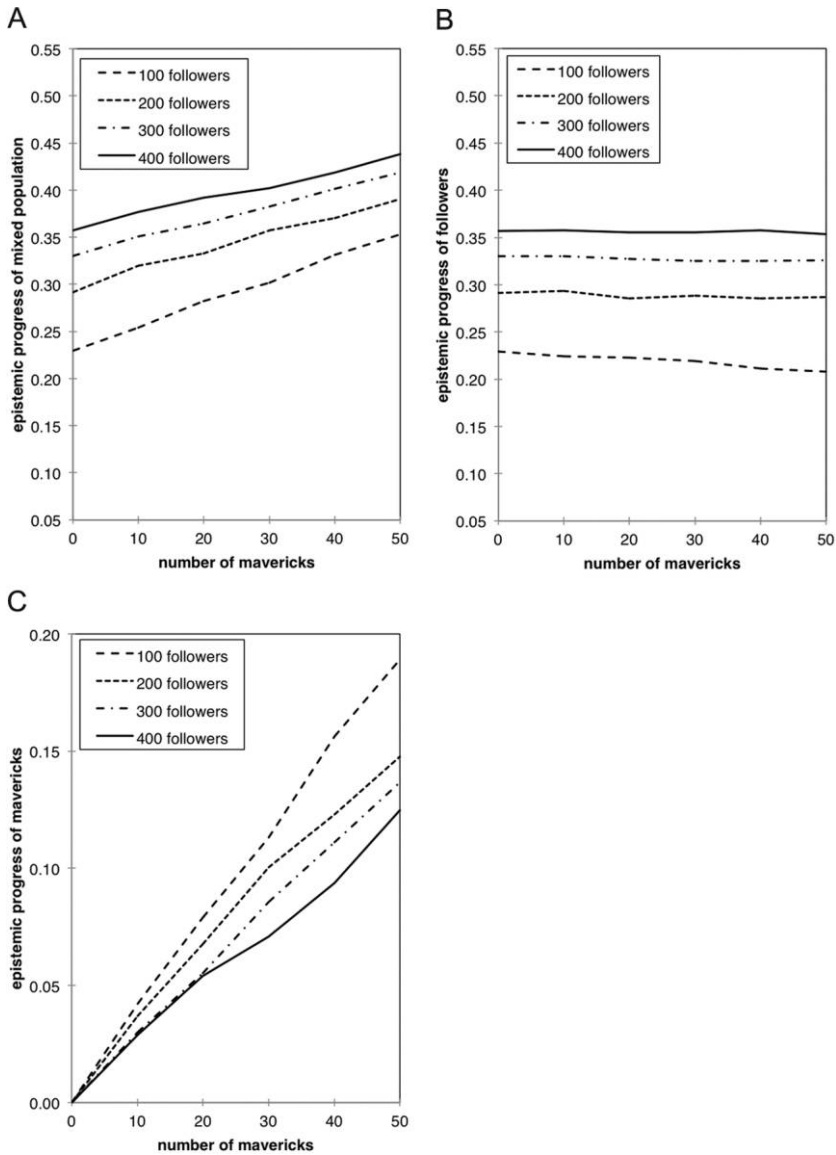 A
0.55
0.50
0.45
0.40
0.35
0.30
0.25
0.20
0.15
0.10
0.05
epistemic progress of mixed population
100 followers
200 followers
300 followers
400 followers
0 10 20 30 40 50
number of mavericks
B
0.55
0.50
0.45
0.40
0.35
0.30
0.25
0.20
0.15
0.10
0.05
epistemic progress of followers
100 followers
200 followers
300 followers
400 followers
0 10 20 30 40 50
number of mavericks
C
0.20
0.15
0.10
0.05
0.00
epistemic progress of mavericks
100 followers
200 followers
300 followers
400 followers
0 10 20 30 40 50
number of mavericks